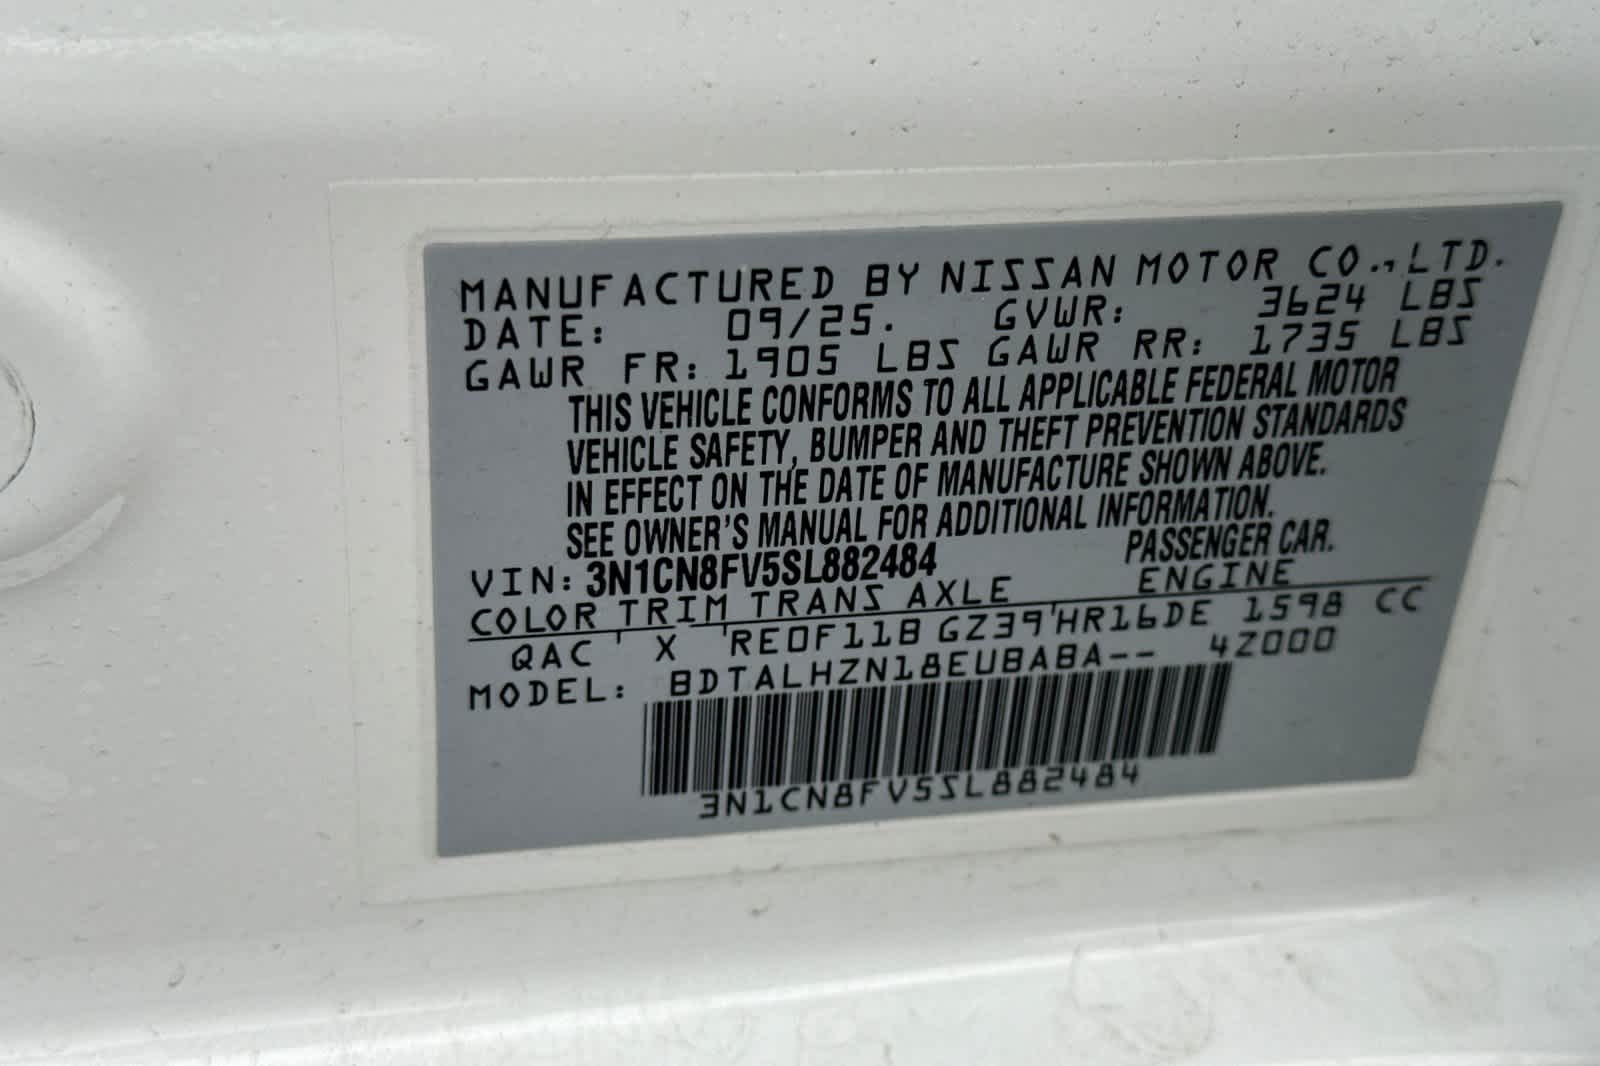 MANUFACTURED BY NISSAN MOTOR CO., LTD.
DATE: 09/25. GVWR: 3624 LBS
GAWR FR: 1905 LBS GAWR RR: 1735 LBS
THIS VEHICLE CONFORMS TO ALL APPLICABLE FEDERAL MOTOR
VEHICLE SAFETY, BUMPER AND THEFT PREVENTION STANDARDS
IN EFFECT ON THE DATE OF MANUFACTURE SHOWN ABOVE.
SEE OWNER'S MANUAL FOR ADDITIONAL INFORMATION.
VIN: 3N1CN8FV5SL882484 PASSENGER CAR.
COLOR TRIM TRANS AXLE ENGINE
QAC X RE0F11B GZ39 HR16DE 1598 CC
MODEL: BDTALHZN18EUBABA-- 4Z000
3N1CN8FV5SL882484